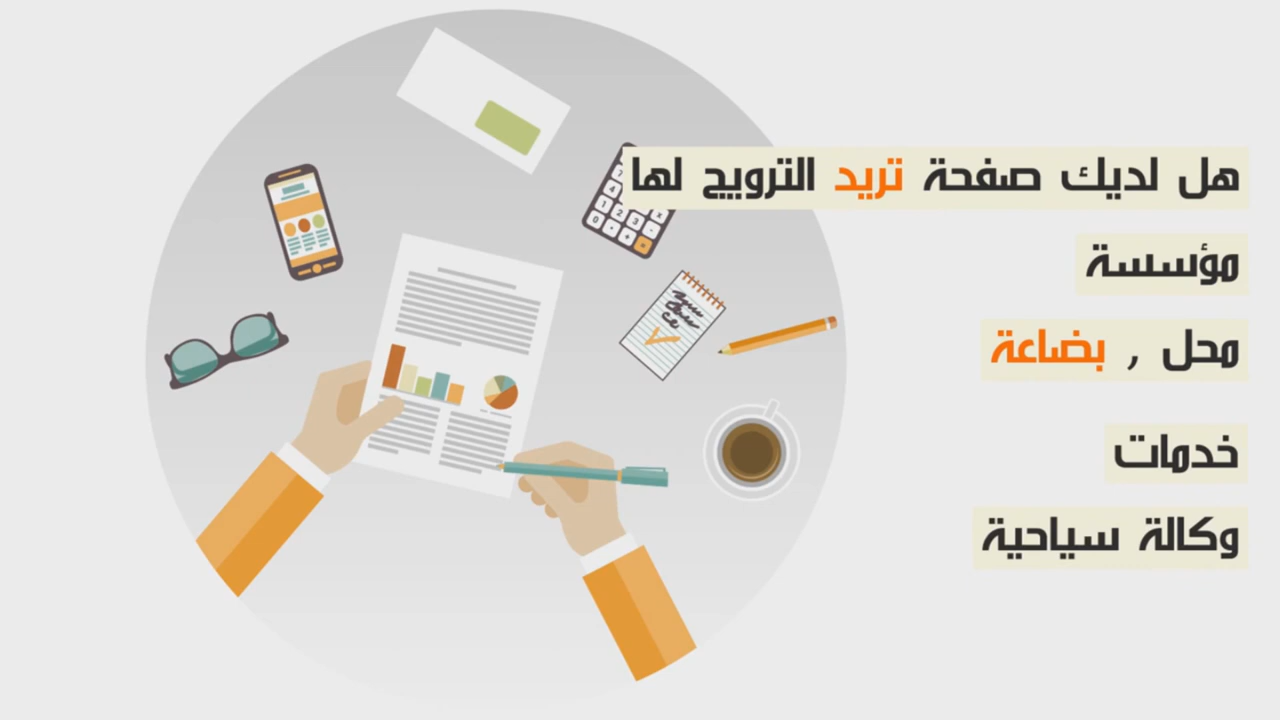 هل لديك صفحة تريد الترويج لها
مؤسسة
محل , بضاعة
خدمات
وكالة سياحية